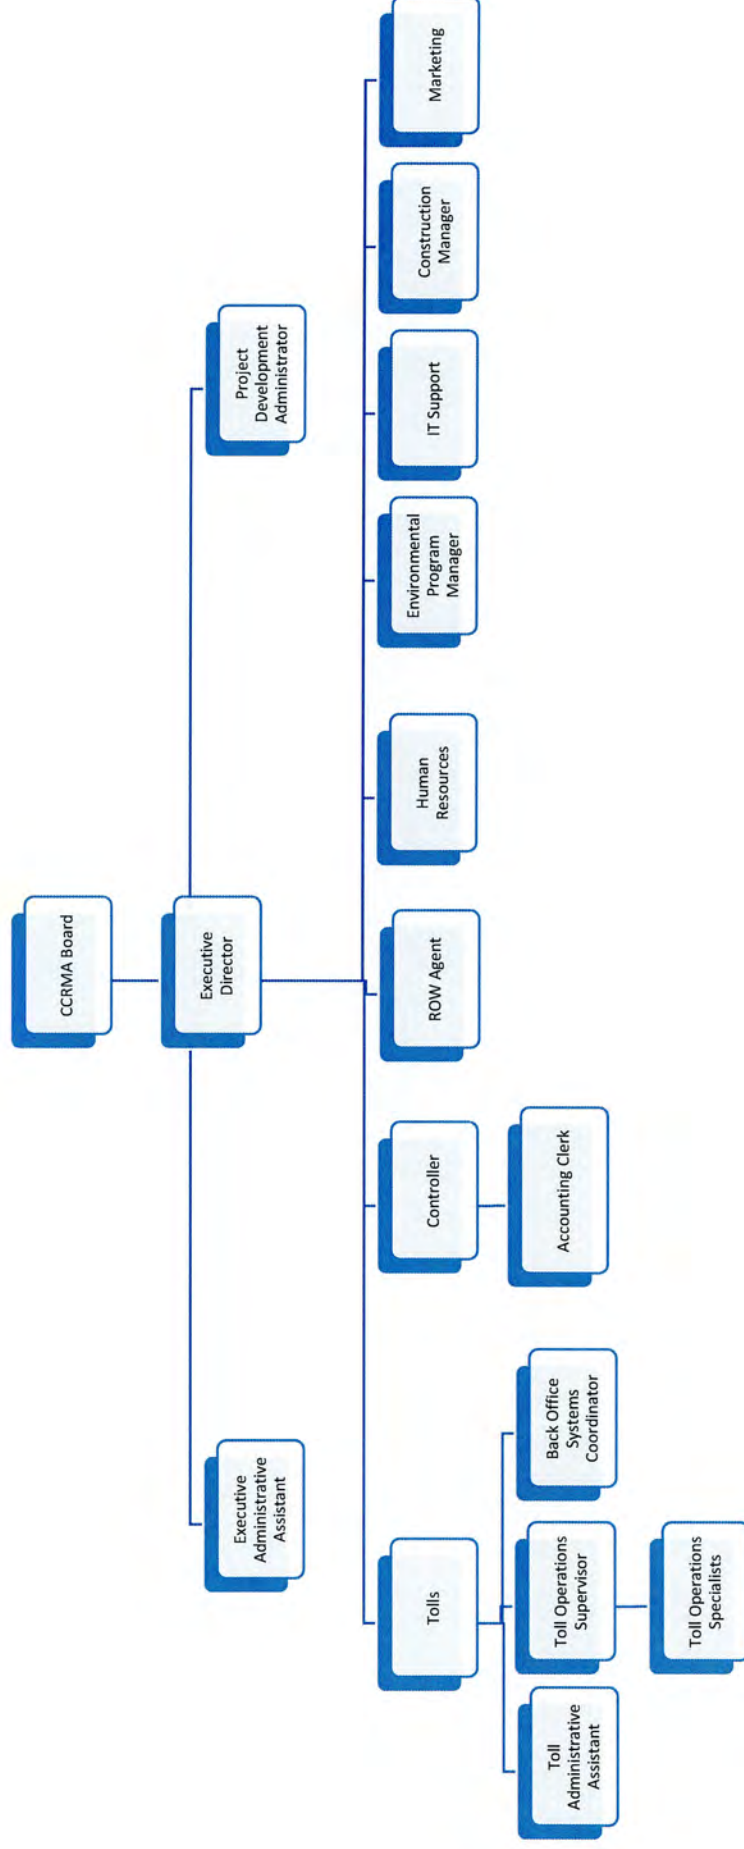 CCRMA Board
Executive
Director
Executive
Administrative
Assistant
Project
Development
Administrator
Tolls
Controller
ROW Agent
Human
Resources
Environmental
Program
Manager
IT Support
Construction
Manager
Marketing
Toll
Administrative
Assistant
Toll Operations
Supervisor
Back Office
Systems
Coordinator
Accounting Clerk
Toll Operations
Specialists